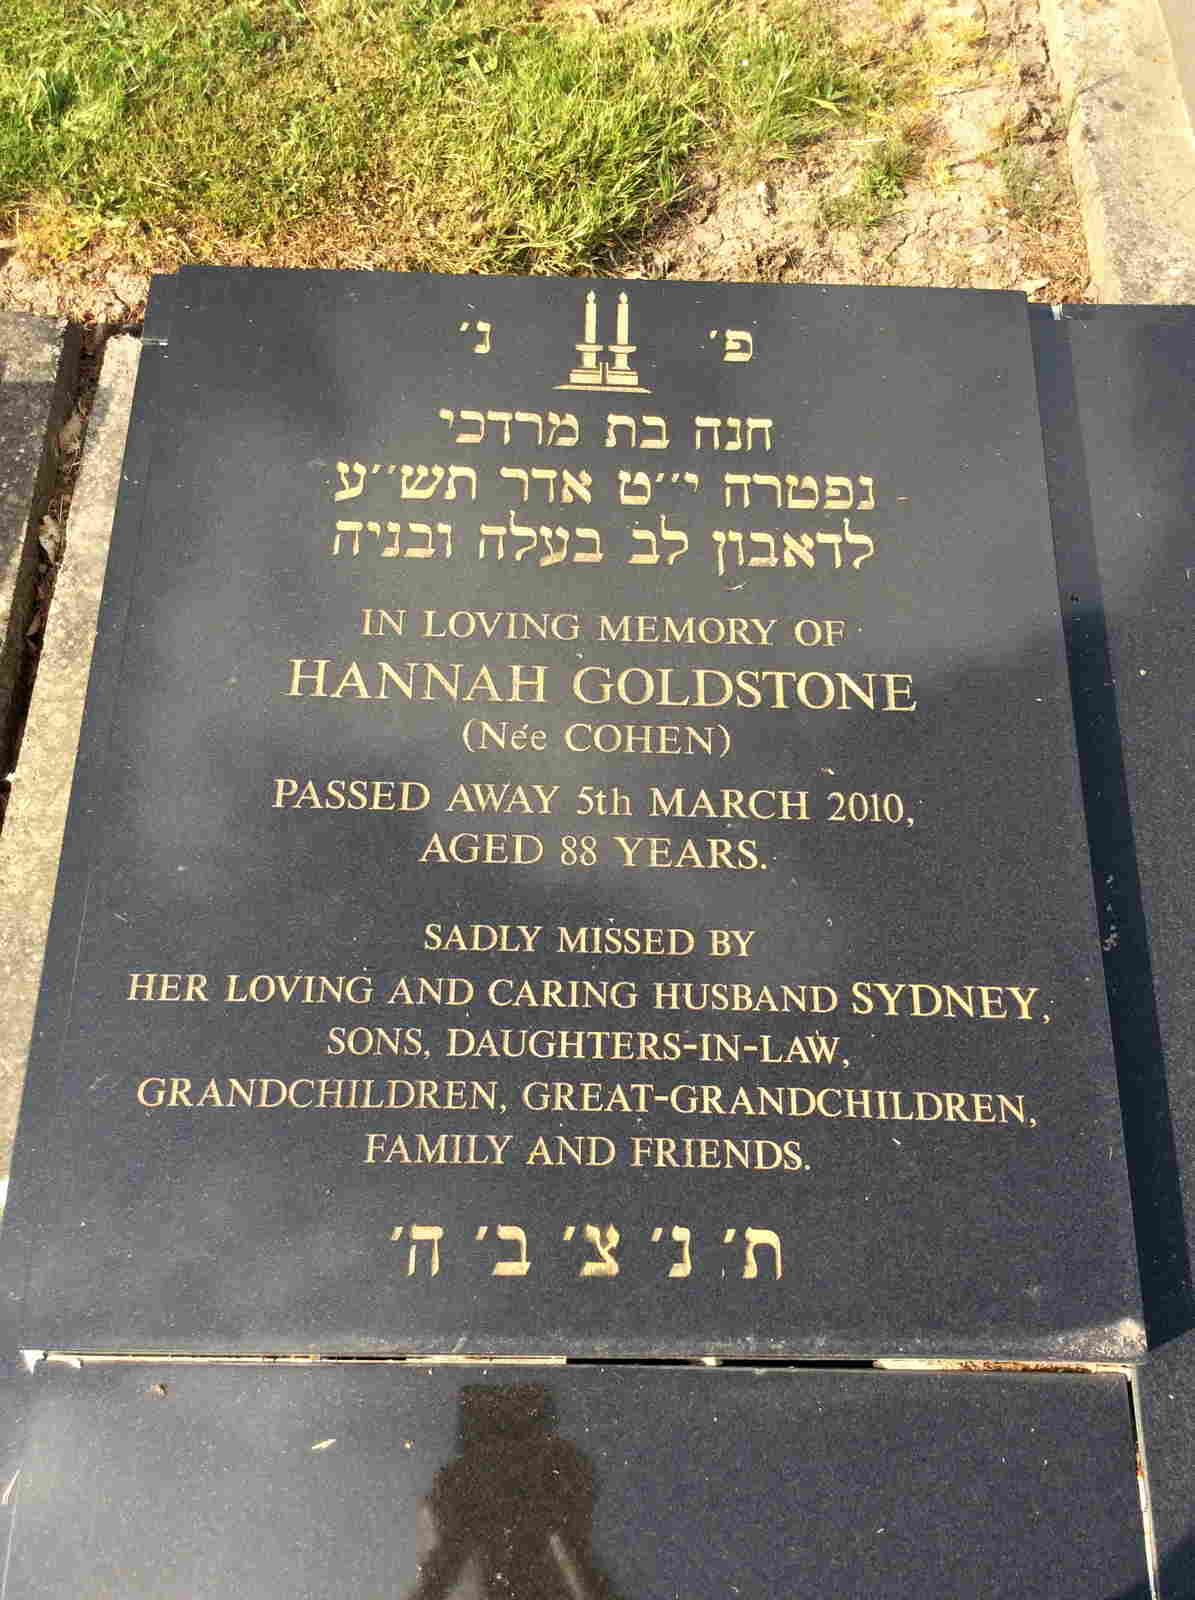 פ׳ נ׳
חנה בת מרדכי
נפטרה י׳׳ט אדר תש׳׳ע
לדאבון לב בעלה ובניה
IN LOVING MEMORY OF
HANNAH GOLDSTONE
(Née COHEN)
PASSED AWAY 5th MARCH 2010,
AGED 88 YEARS.
SADLY MISSED BY
HER LOVING AND CARING HUSBAND SYDNEY,
SONS, DAUGHTERS-IN-LAW,
GRANDCHILDREN, GREAT-GRANDCHILDREN,
FAMILY AND FRIENDS.
ת׳ נ׳ צ׳ ב׳ ה׳